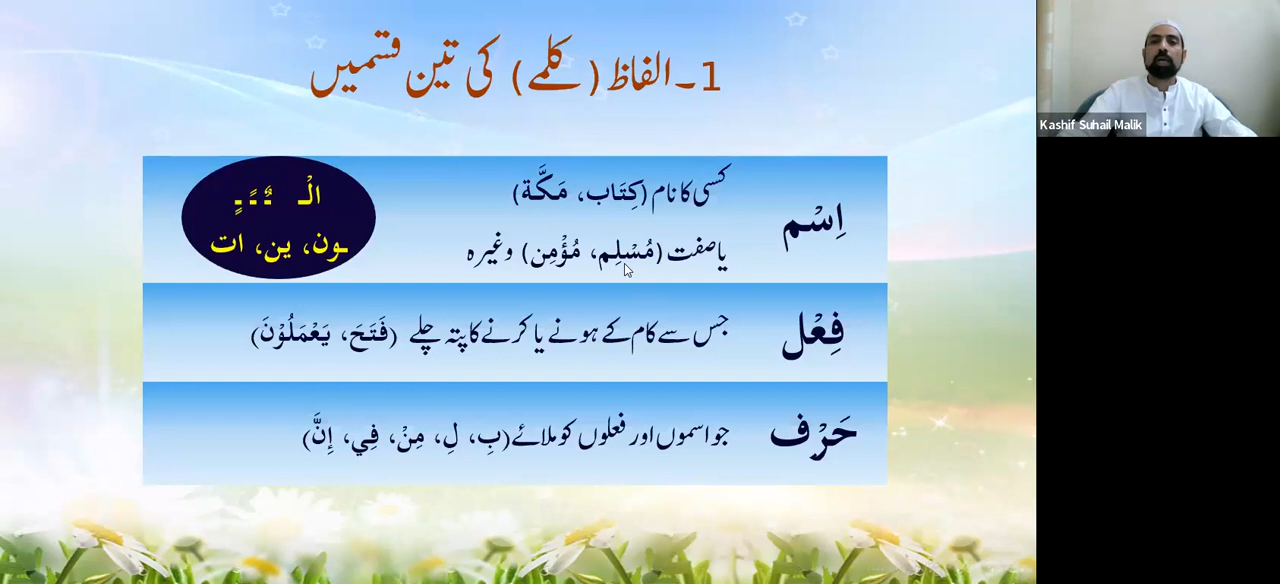 1۔الفاظ (کلمے) کی تین قسمیں
اِسْم
کسی کا نام (كِتَاب، مَكَّة)
یا صفت (مُسْلِم، مُؤْمِن) وغیرہ
الْـ ـٌ ـً ـٍ
ـون، ين، ات
فِعْل
جس سے کام کے ہونے یا کرنے کا پتہ چلے (فَتَحَ، يَعْمَلُوْنَ)
حَرْف
جو اسموں اور فعلوں کو ملائے (بِ، لِ، مِنْ، فِي، إِنَّ)
Kashif Suhail Malik